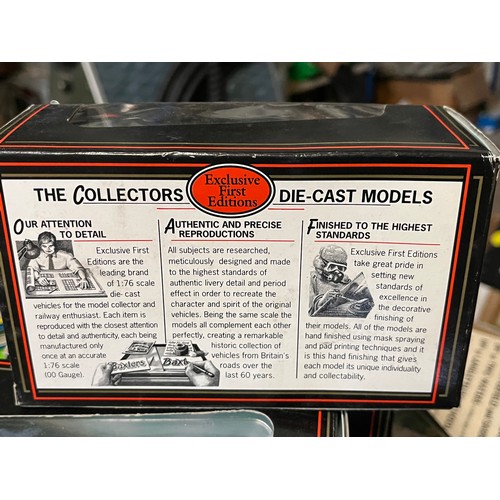 THE COLLECTORS
Exclusive
First
Editions
DIE-CAST MODELS
OUR ATTENTION
TO DETAIL
Exclusive First
Editions are the
leading brand
of 1:76 scale
die- cast
vehicles for the model collector and
railway enthusiast. Each item is
reproduced with the closest attention
to detail and authenticity, each being
manufactured only
once at an accurate
1:76 scale
(00 Gauge).
AUTHENTIC AND PRECISE
REPRODUCTIONS
All subjects are researched,
meticulously designed and made
to the highest standards of
authentic livery detail and period
effect in order to recreate the
character and spirit of the original
vehicles. Being the same scale the
models all complement each other
perfectly, creating a remarkable
historic collection of
vehicles from Britain's
roads over the
last 60 years.
Baxters Baxt
FINISHED TO THE HIGHEST
STANDARDS
Exclusive First Editions
take great pride in
setting new
standards of
excellence in
the decorative
finishing of
their models. All of the models are
hand finished using mask spraying
and pad printing techniques and it
is this hand finishing that gives
each model its unique individuality
and collectability.